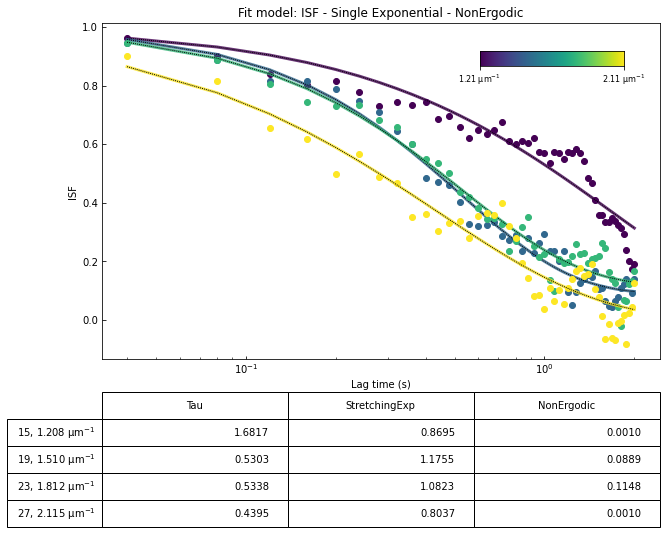 Fit model: ISF - Single Exponential - NonErgodic
1.0
0.8
0.6
0.4
0.2
0.0
ISF
1.21 μm⁻¹ 2.11 μm⁻¹
10⁻¹ 10⁰
Lag time (s)
Tau StretchingExp NonErgodic
15, 1.208 μm⁻¹ 1.6817 0.8695 0.0010
19, 1.510 μm⁻¹ 0.5303 1.1755 0.0889
23, 1.812 μm⁻¹ 0.5338 1.0823 0.1148
27, 2.115 μm⁻¹ 0.4395 0.8037 0.0010